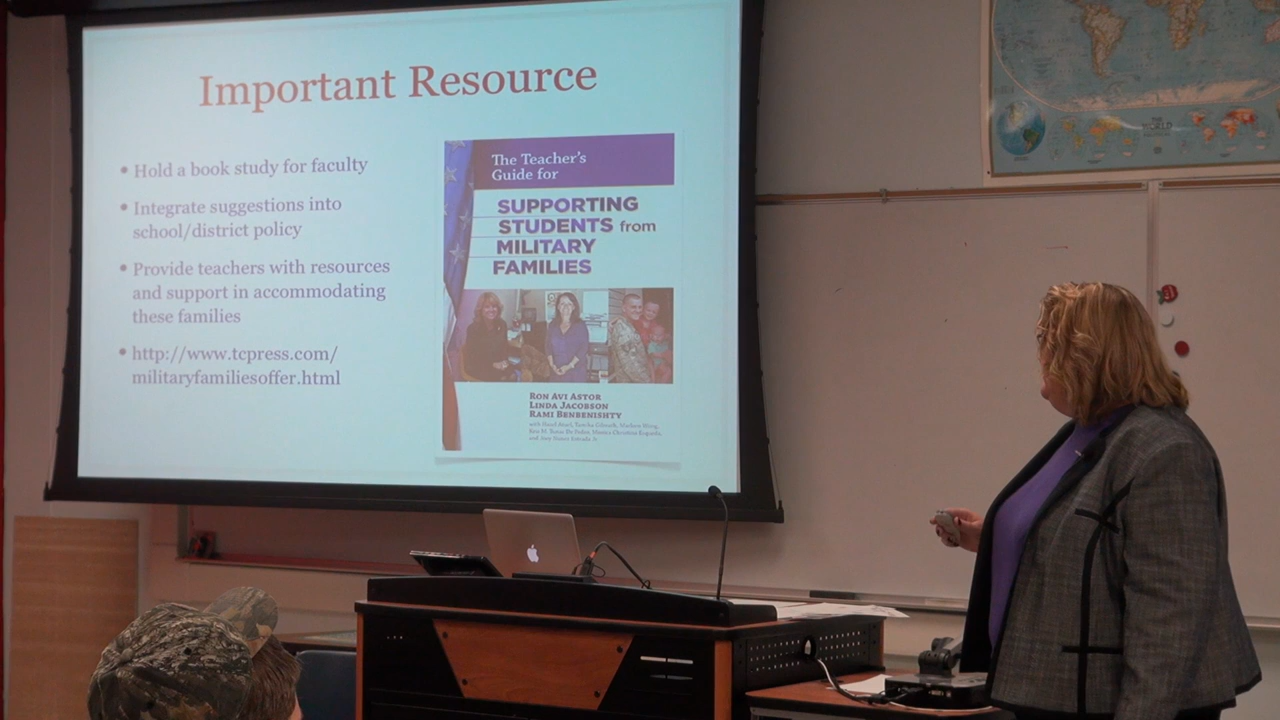 Important Resource
• Hold a book study for faculty
• Integrate suggestions into
school/district policy
• Provide teachers with resources
and support in accommodating
these families
• http://www.tcpress.com/
militaryfamiliesoffer.html
The Teacher's
Guide for
SUPPORTING
STUDENTS from
MILITARY
FAMILIES
RON AVI ASTOR
LINDA JACOBSON
RAMI BENBENISHTY
THE
WORLD